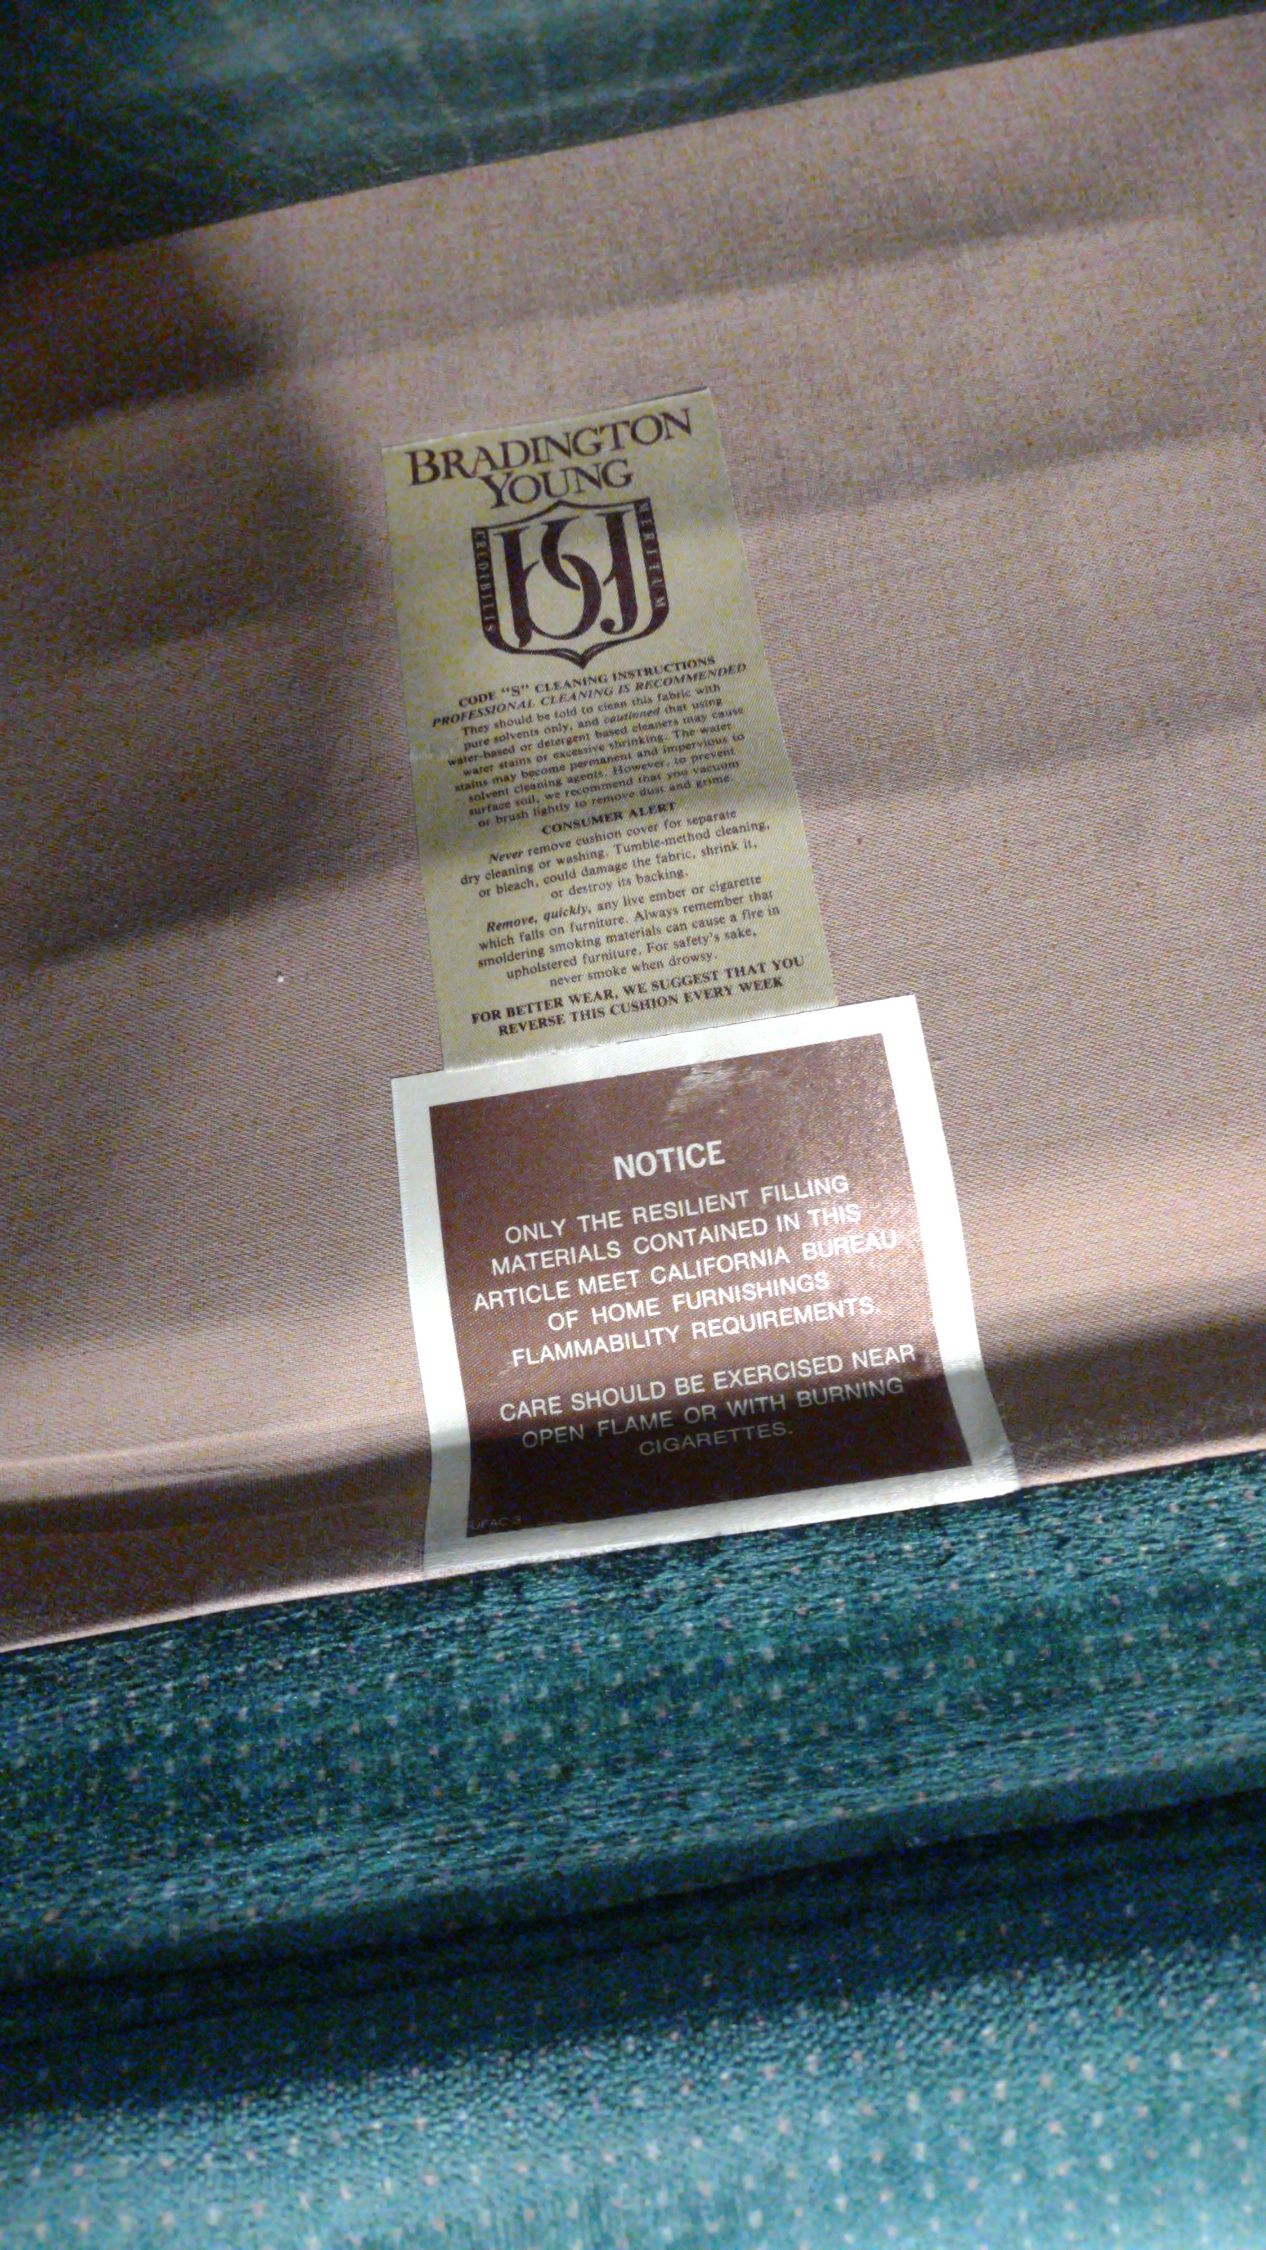 BRADINGTON
YOUNG
CREDIBILIS
MERITUM
CODE "S" CLEANING INSTRUCTIONS
PROFESSIONAL CLEANING IS RECOMMENDED
They should be told to clean this fabric with
pure solvents only, and cautioned that using
water-based or detergent based cleaners may cause
water stains or excessive shrinking. The water
stains may become permanent and impervious to
solvent cleaning agents. However, to prevent
surface soil, we recommend that you vacuum
or brush lightly to remove dust and grime.
CONSUMER ALERT
Never remove cushion cover for separate
dry cleaning or washing. Tumble-method cleaning,
or bleach, could damage the fabric, shrink it,
or destroy its backing.
Remove, quickly, any live ember or cigarette
which falls on furniture. Always remember that
smoldering smoking materials can cause a fire in
upholstered furniture. For safety's sake,
never smoke when drowsy.
FOR BETTER WEAR, WE SUGGEST THAT YOU
REVERSE THIS CUSHION EVERY WEEK
NOTICE
ONLY THE RESILIENT FILLING
MATERIALS CONTAINED IN THIS
ARTICLE MEET CALIFORNIA BUREAU
OF HOME FURNISHINGS
FLAMMABILITY REQUIREMENTS.
CARE SHOULD BE EXERCISED NEAR
OPEN FLAME OR WITH BURNING
CIGARETTES.
UFAC-3